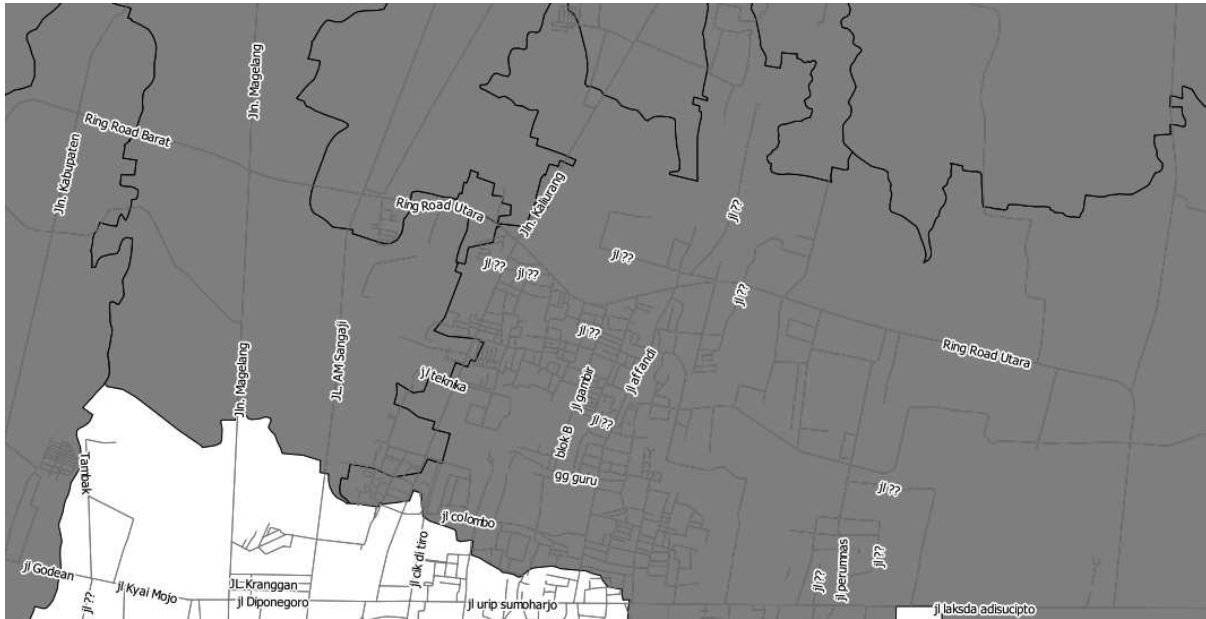 Jln. Magelang
Ring Road Barat
Jln. Kabupaten
Ring Road Utara
Jln. Kaliurang
jl ??
jl ??
jl ??
jl ??
jl ??
jl ??
Ring Road Utara
JL. AM Sangaji
Jln. Magelang
jl teknika
jl gambir
jl affandi
jl ??
blok B
gg guru
Tambak
jl ??
jl colombo
jl cik di tiro
jl Godean
jl Kyai Mojo
JL. Kranggan
jl ??
jl Diponegoro
jl urip sumoharjo
jl ??
jl perumnas
jl ??
jl laksda adisucipto